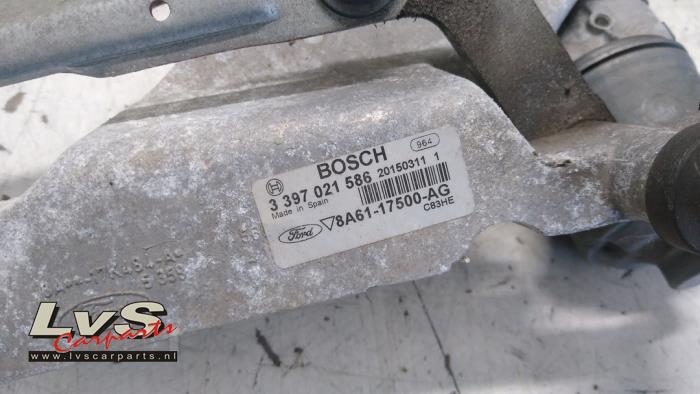 964
BOSCH
3 397 021 586 20150311 1
Made in Spain
Ford 8A61-17500-AG
C83HE
LvS
Carparts
www.lvscarparts.nl